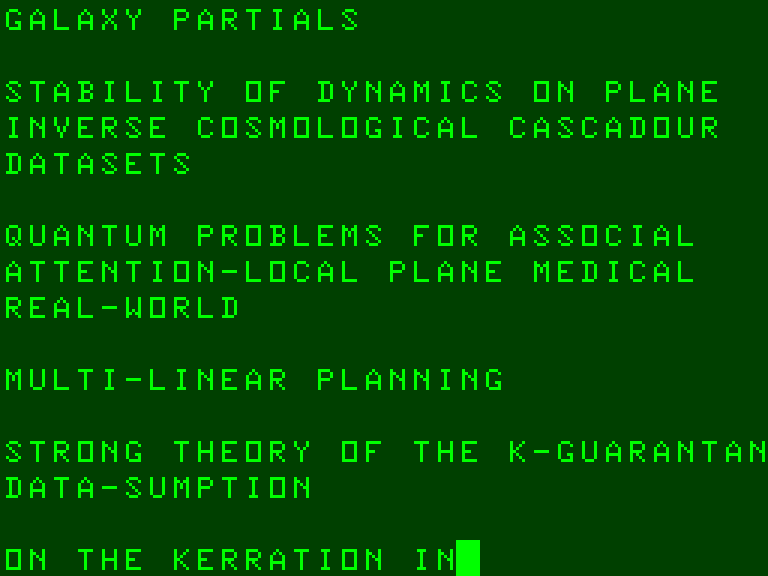 GALAXY PARTIALS
STABILITY OF DYNAMICS ON PLANE
INVERSE COSMOLOGICAL CASCADOUR
DATASETS
QUANTUM PROBLEMS FOR ASSOCIAL
ATTENTION-LOCAL PLANE MEDICAL
REAL-WORLD
MULTI-LINEAR PLANNING
STRONG THEORY OF THE K-GUARANTAN
DATA-SUMPTION
ON THE KERRATION IN